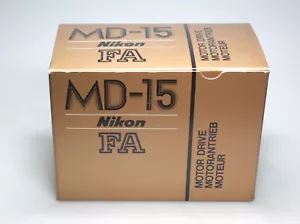 MD-15
Nikon
FA
MOTOR DRIVE
MOTORANTRIEB
MOTEUR
MD-15
Nikon
FA
MOTOR DRIVE
MOTORANTRIEB
MOTEUR